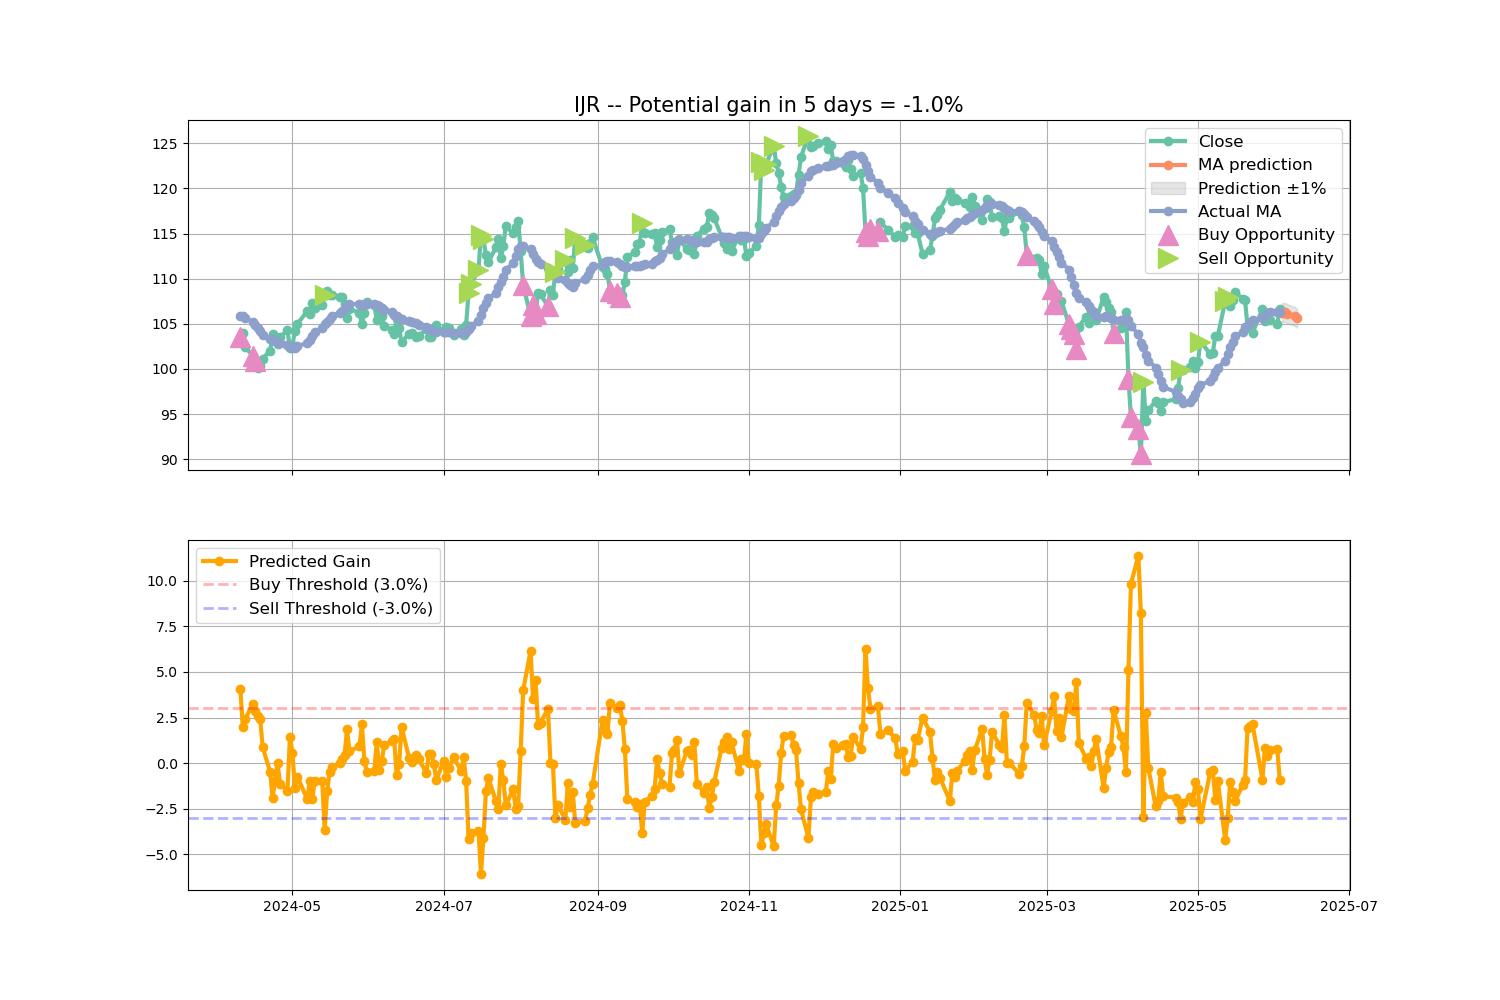 IJR -- Potential gain in 5 days = -1.0%
125
120
115
110
105
100
95
90
Close
MA prediction
Prediction ±1%
Actual MA
Buy Opportunity
Sell Opportunity
10.0
7.5
5.0
2.5
0.0
−2.5
−5.0
Predicted Gain
Buy Threshold (3.0%)
Sell Threshold (-3.0%)
2024-05 2024-07 2024-09 2024-11 2025-01 2025-03 2025-05 2025-07